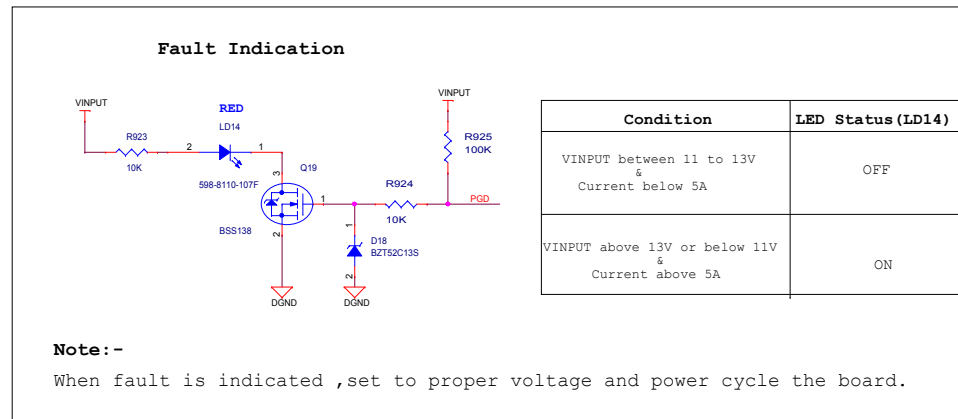 Fault Indication
VINPUT
RED
LD14
R923
2
1
10K
598-8110-107F
Q19
3
1
2
BSS138
DGND
VINPUT
R925
100K
R924
10K
PGD
1
D18
BZT52C13S
2
DGND
Condition LED Status(LD14)
VINPUT between 11 to 13V
&
Current below 5A
OFF
VINPUT above 13V or below 11V
&
Current above 5A
ON
Note:-
When fault is indicated ,set to proper voltage and power cycle the board.